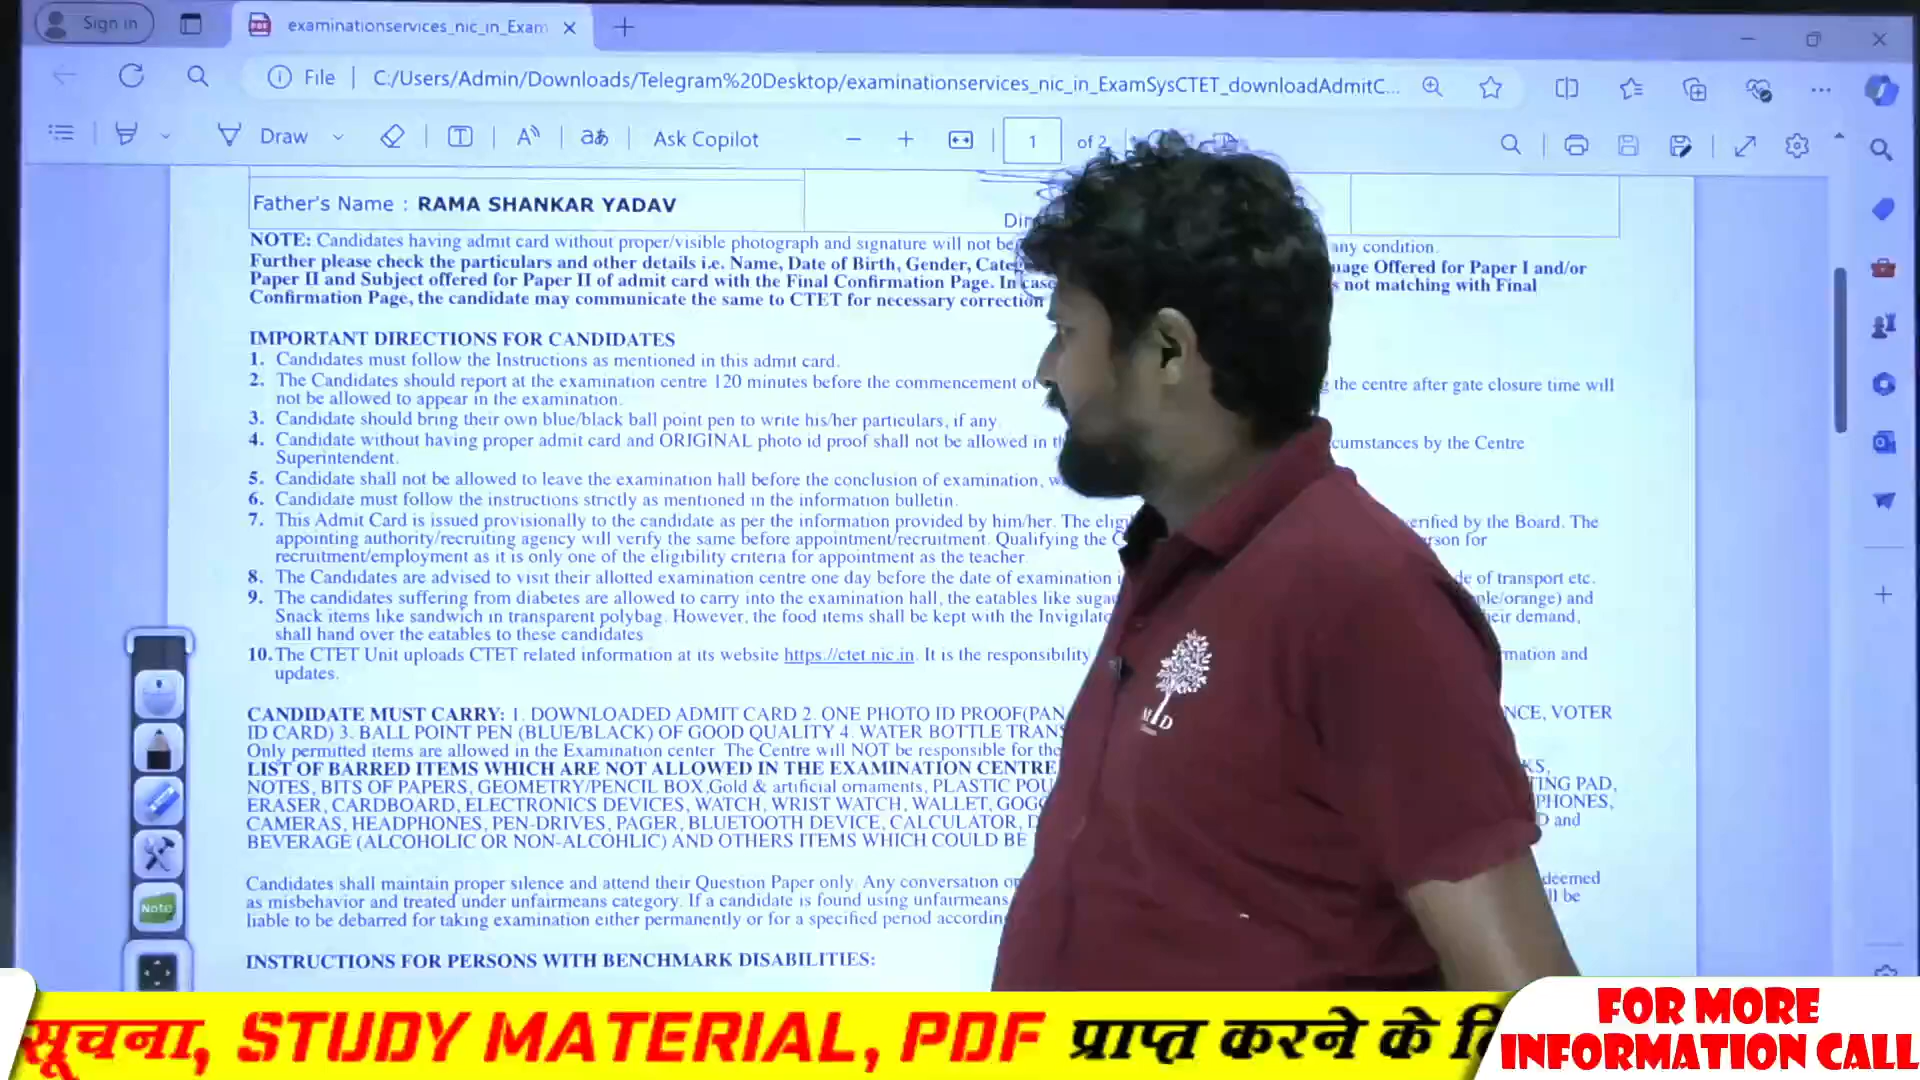 Sign in
examinationservices_nic_in_Exam
File
C:/Users/Admin/Downloads/Telegram%20Desktop/examinationservices_nic_in_ExamSysCTET_downloadAdmitC...
Draw
Ask Copilot
1
of 2
Father's Name : RAMA SHANKAR YADAV
NOTE: Candidates having admit card without proper/visible photograph and signature will not be any condition.
Further please check the particulars and other details i.e. Name, Date of Birth, Gender, Offered for Paper I and/or
Paper II and Subject offered for Paper II of admit card with the Final Confirmation Page. In case not matching with Final
Confirmation Page, the candidate may communicate the same to CTET for necessary correction
IMPORTANT DIRECTIONS FOR CANDIDATES
1. Candidates must follow the Instructions as mentioned in this admit card.
2. The Candidates should report at the examination centre 120 minutes before the commencement of the centre after gate closure time will
not be allowed to appear in the examination.
3. Candidate should bring their own blue/black ball point pen to write his/her particulars, if any
4. Candidate without having proper admit card and ORIGINAL photo id proof shall not be allowed in by the Centre
Superintendent.
5. Candidate shall not be allowed to leave the examination hall before the conclusion of examination,
6. Candidate must follow the instructions strictly as mentioned in the information bulletin.
7. This Admit Card is issued provisionally to the candidate as per the information provided by him/her. The verified by the Board. The
appointing authority/recruiting agency will verify the same before appointment/recruitment. Qualifying the for
recruitment/employment as it is only one of the eligibility criteria for appointment as the teacher.
8. The Candidates are advised to visit their allotted examination centre one day before the date of examination of transport etc.
9. The candidates suffering from diabetes are allowed to carry into the examination hall, the eatables like and
Snack items like sandwich in transparent polybag. However, the food items shall be kept with the demand,
shall hand over the eatables to these candidates
10. The CTET Unit uploads CTET related information at its website https://ctet.nic.in. It is the responsibility and
updates.
CANDIDATE MUST CARRY: 1. DOWNLOADED ADMIT CARD 2. ONE PHOTO ID PROOF(PAN VOTER
ID CARD) 3. BALL POINT PEN (BLUE/BLACK) OF GOOD QUALITY 4. WATER BOTTLE
Only permitted items are allowed in the Examination center. The Centre will NOT be responsible for
LIST OF BARRED ITEMS WHICH ARE NOT ALLOWED IN THE EXAMINATION CENTRE
NOTES, BITS OF PAPERS, GEOMETRY/PENCIL BOX,Gold & artificial ornaments, PLASTIC PAD,
ERASER, CARDBOARD, ELECTRONICS DEVICES, WATCH, WRIST WATCH, WALLET,
CAMERAS, HEADPHONES, PEN-DRIVES, PAGER, BLUETOOTH DEVICE, CALCULATOR, and
BEVERAGE (ALCOHOLIC OR NON-ALCOHLIC) AND OTHERS ITEMS WHICH COULD BE
Candidates shall maintain proper silence and attend their Question Paper only. Any conversation deemed
as misbehavior and treated under unfairmeans category. If a candidate is found using unfairmeans be
liable to be debarred for taking examination either permanently or for a specified period
INSTRUCTIONS FOR PERSONS WITH BENCHMARK DISABILITIES:
Note
सूचना, STUDY MATERIAL, PDF प्राप्त करने के
FOR MORE
INFORMATION CALL